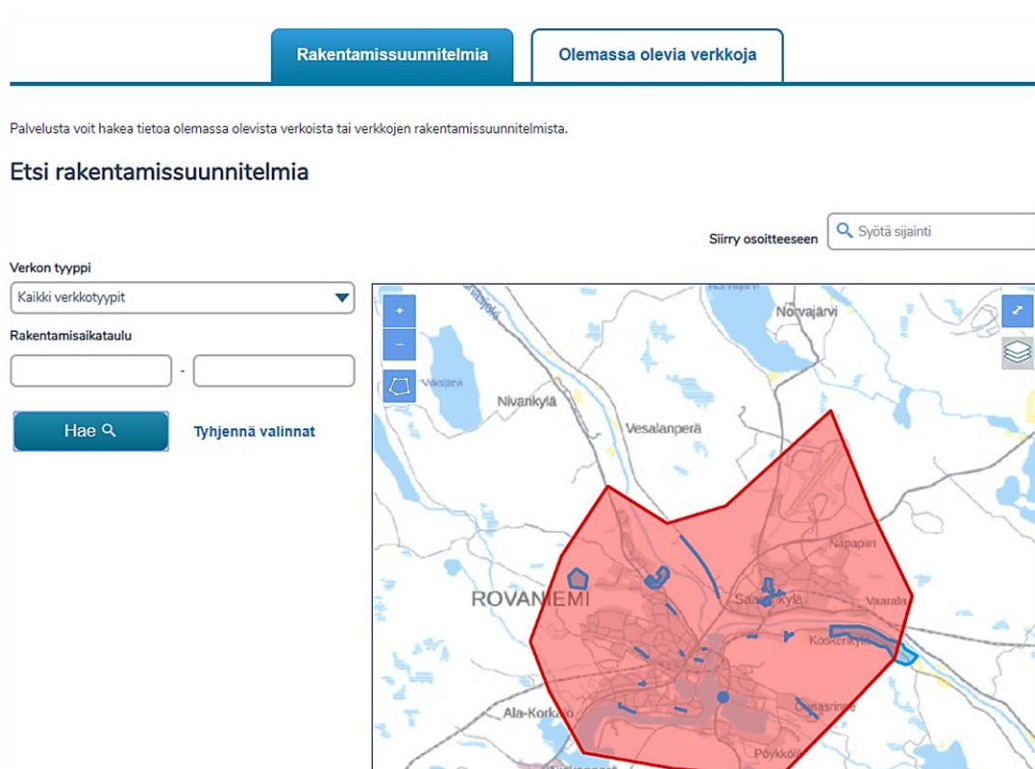 Rakentamissuunnitelmia
Olemassa olevia verkkoja
Palvelusta voit hakea tietoa olemassa olevista verkoista tai verkkojen rakentamissuunnitelmista.
Etsi rakentamissuunnitelmia
Siirry osoitteeseen
Syötä sijainti
Verkon tyyppi
Kaikki verkkotyypit
Rakentamisaikataulu
-
Hae
Tyhjennä valinnat
+
-
Norvajärvi
Norvajärvi
Nivankylä
Vesalanperä
Napapiiri
ROVANIEMI
Vaarala
Koskenkylä
Ala-Korkalo
Pöykkölä